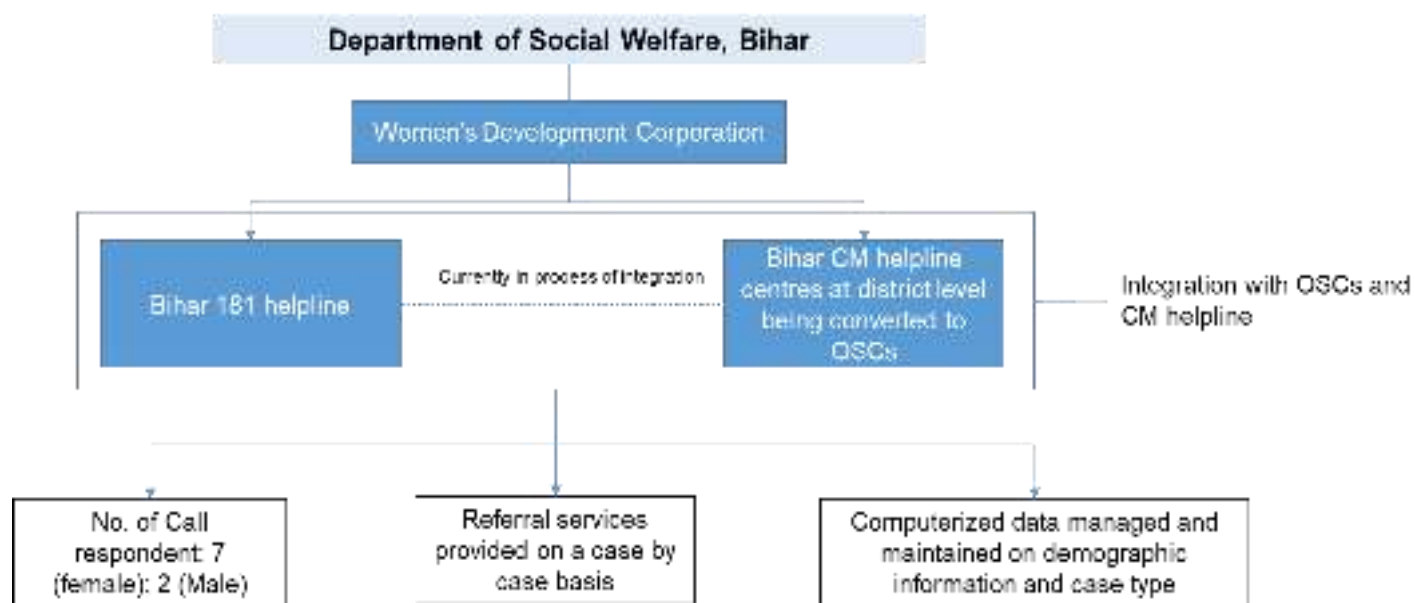 Department of Social Welfare, Bihar
Women's Development Corporation
Bihar 181 helpline
Currently in process of integration
Bihar CM helpline
centres at district level
being converted to
OSCs
Integration with OSCs and
CM helpline
No. of Call
respondent: 7
(female): 2 (Male)
Referral services
provided on a case by
case basis
Computerized data managed and
maintained on demographic
information and case type